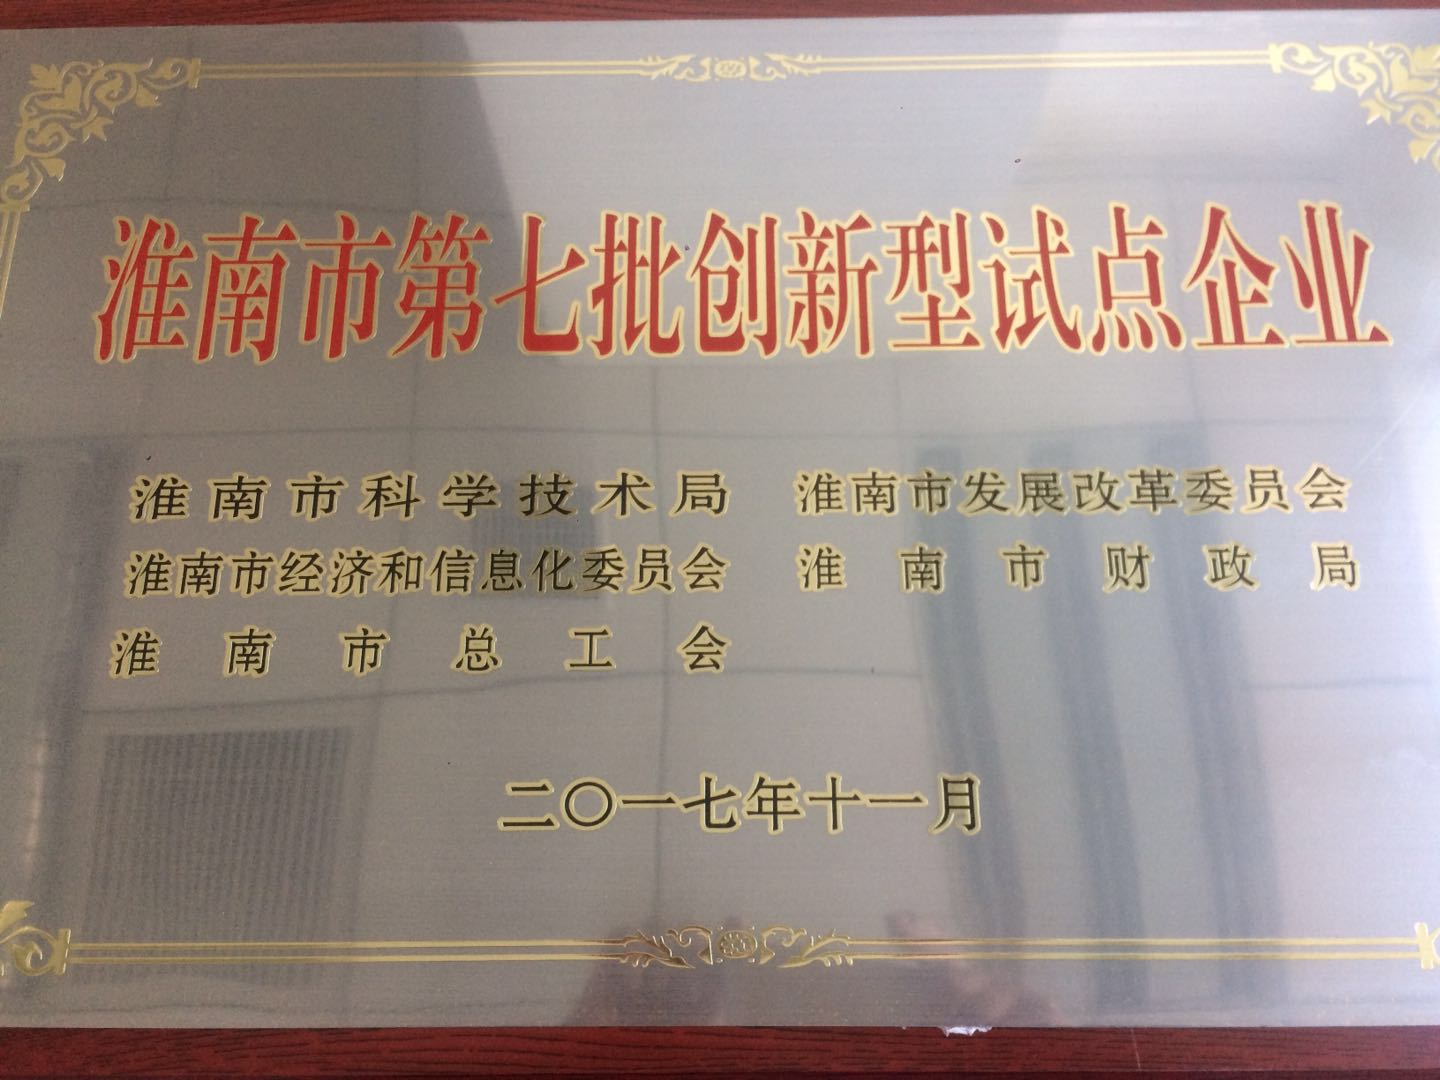 淮南市第七批创新型试点企业
淮南市科学技术局 淮南市发展改革委员会
淮南市经济和信息化委员会 淮南市财政局
淮南市总工会
二〇一七年十一月